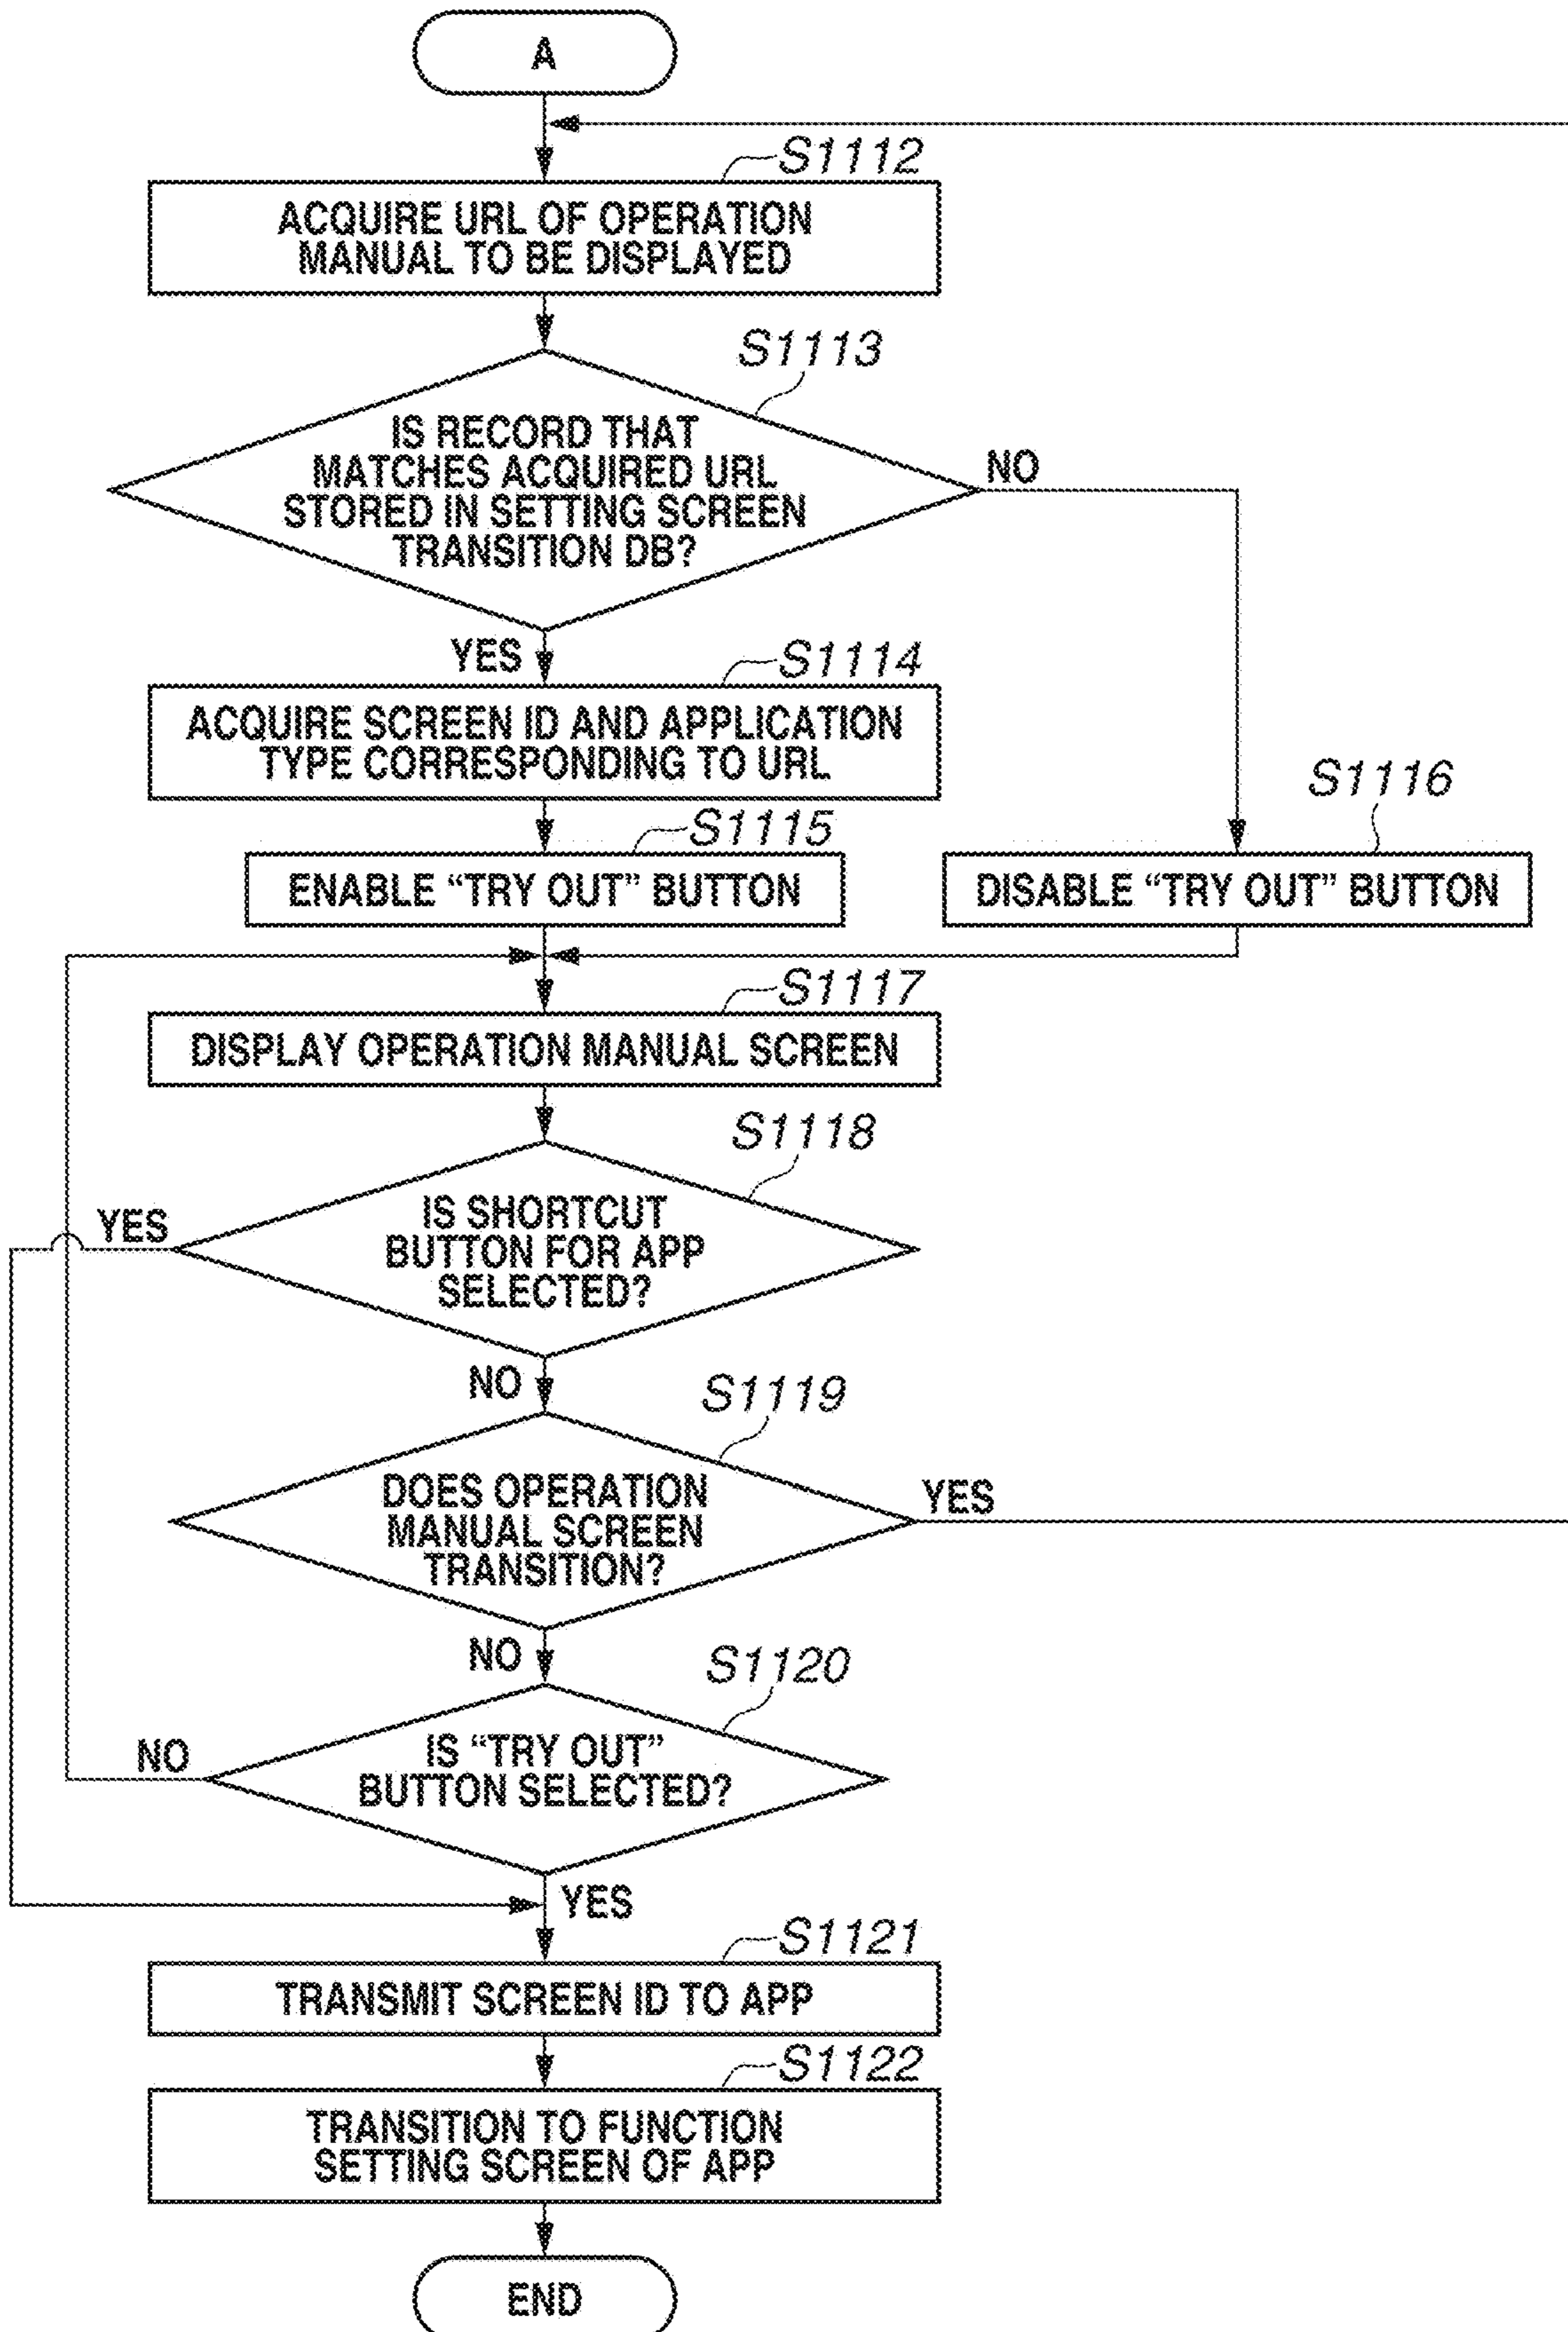 A
S1112
ACQUIRE URL OF OPERATION
MANUAL TO BE DISPLAYED
S1113
IS RECORD THAT
MATCHES ACQUIRED URL
STORED IN SETTING SCREEN
TRANSITION DB?
NO
YES
S1114
ACQUIRE SCREEN ID AND APPLICATION
TYPE CORRESPONDING TO URL
S1115
ENABLE “TRY OUT” BUTTON
S1116
DISABLE “TRY OUT” BUTTON
S1117
DISPLAY OPERATION MANUAL SCREEN
S1118
IS SHORTCUT
BUTTON FOR APP
SELECTED?
YES
NO
S1119
DOES OPERATION
MANUAL SCREEN
TRANSITION?
YES
NO
S1120
IS “TRY OUT”
BUTTON SELECTED?
NO
YES
S1121
TRANSMIT SCREEN ID TO APP
S1122
TRANSITION TO FUNCTION
SETTING SCREEN OF APP
END